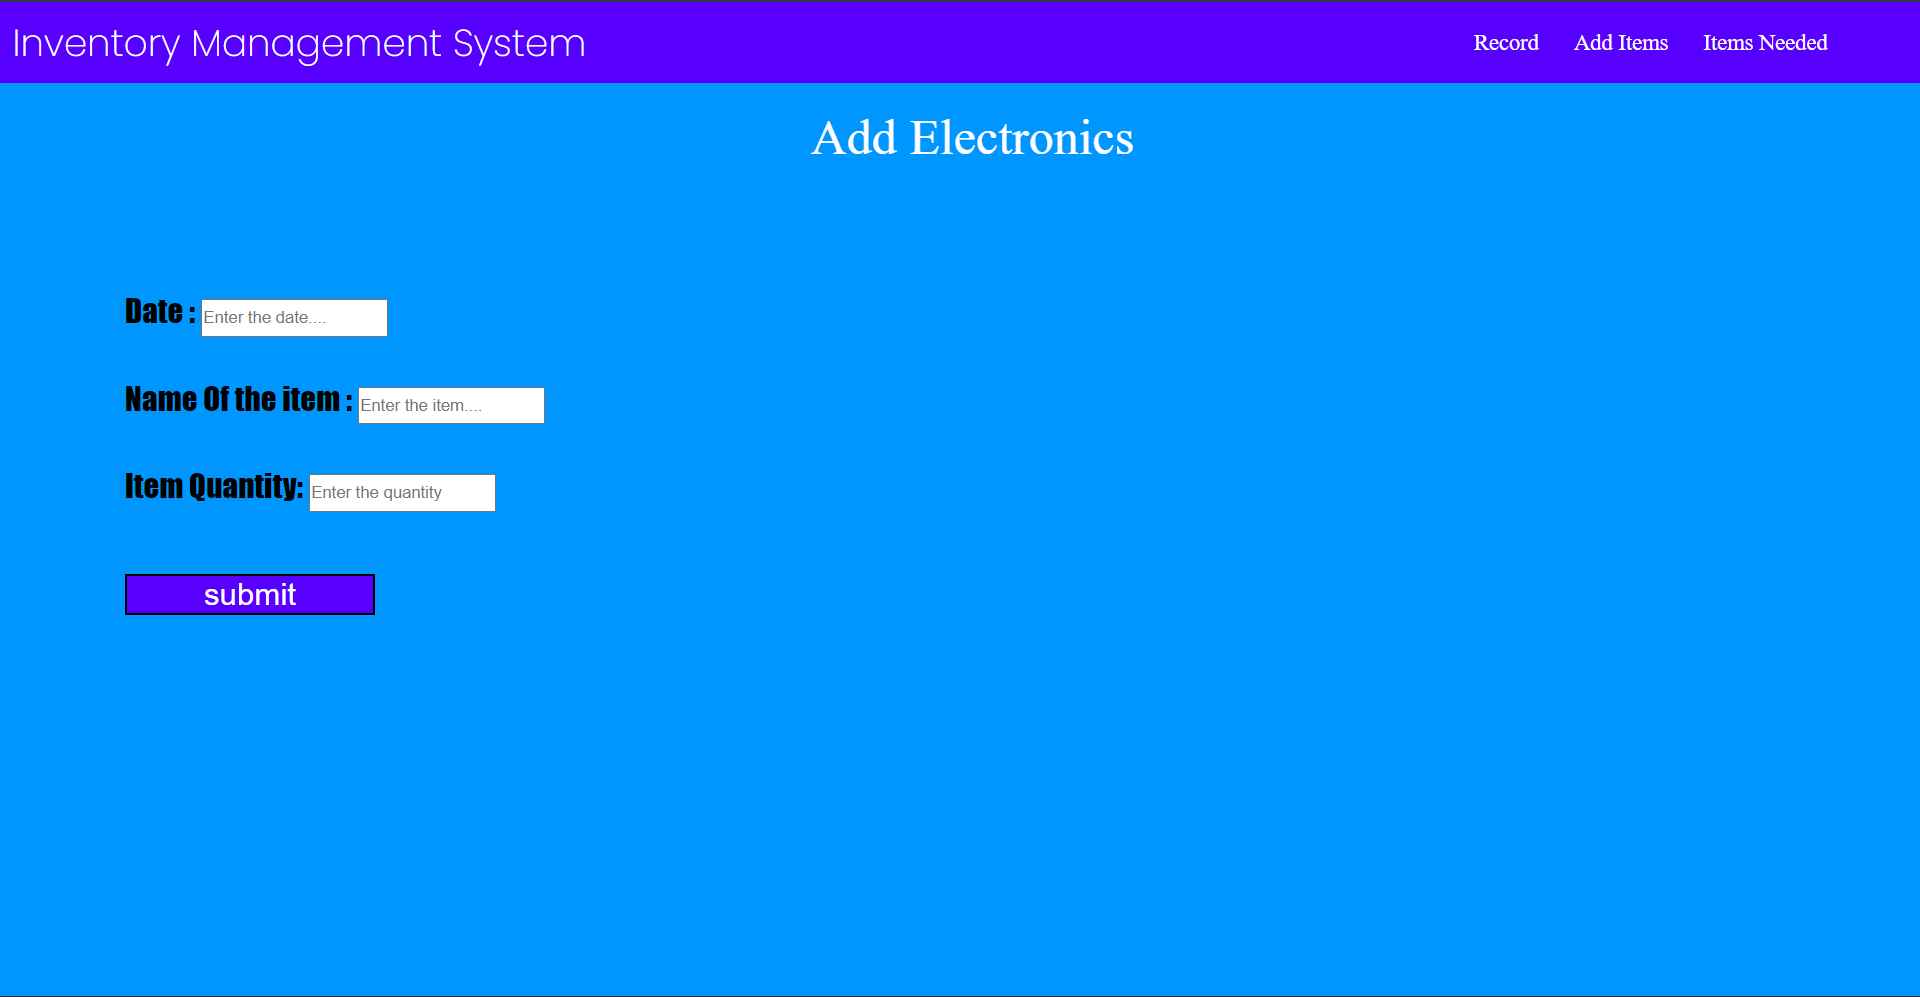 Inventory Management System Record Add Items Items Needed
Add Electronics
Date : Enter the date....
Name Of the item : Enter the item....
Item Quantity: Enter the quantity
submit